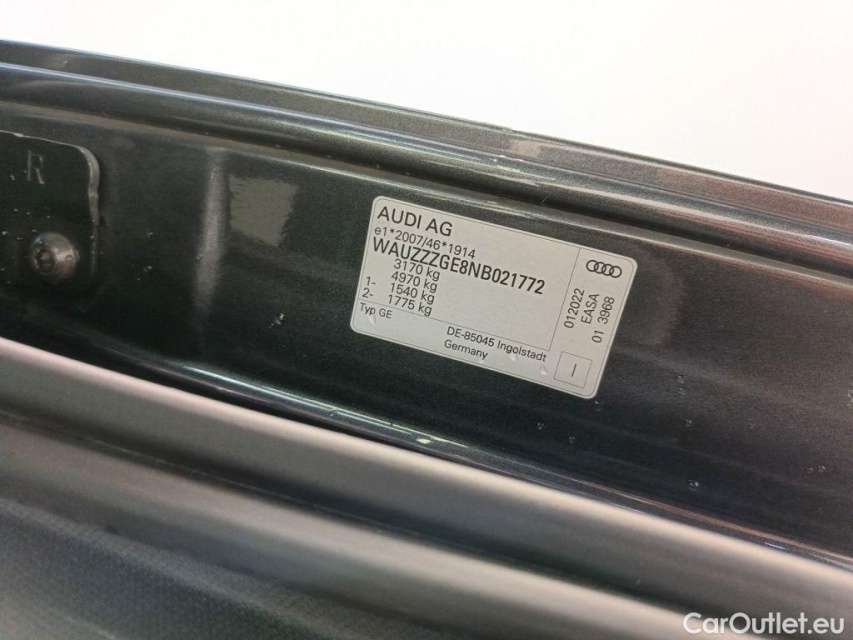 R
AUDI AG
e1*2007/46*1914
WAUZZZGE8NB021772
3170 kg
4970 kg
1- 1540 kg
2- 1775 kg
Typ GE
DE-85045 Ingolstadt
Germany
012022
EASA
01 3968
I
CarOutlet.eu